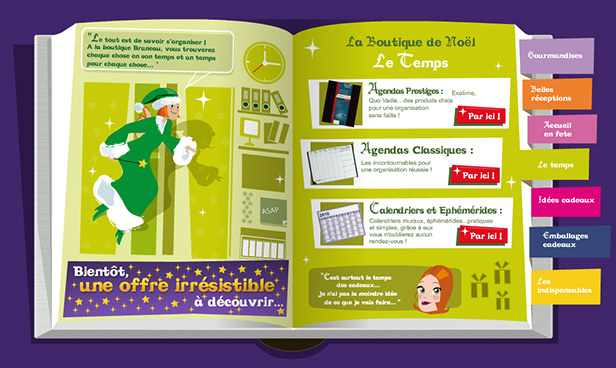 "Le tout est de savoir s'organiser !
A la boutique Bruneau, vous trouverez
chaque chose en son temps et un temps
pour chaque chose..."
ASAP
Bientôt,
une offre irrésistible
à découvrir...
La Boutique de Noël
Le Temps
Agendas Prestiges : Exatime,
Quo Vadis...des produits chics
pour une organisation
sans faille !
Par ici !
Agendas Classiques :
Les incontournables pour
une organisation réussie !
Par ici !
2010
Calendriers et Ephémérides :
Calendriers muraux, éphémérides...pratiques
et simples, grâce à eux
vous n'oublierez aucun
rendez-vous !
Par ici !
"C'est surtout le temps
des cadeaux...
Je n'ai pas la moindre idée
de ce que je vais faire..."
Gourmandises
Belles
réceptions
Accueil
en fete
Le temps
Idées cadeaux
Emballages
cadeaux
Les
indispensables